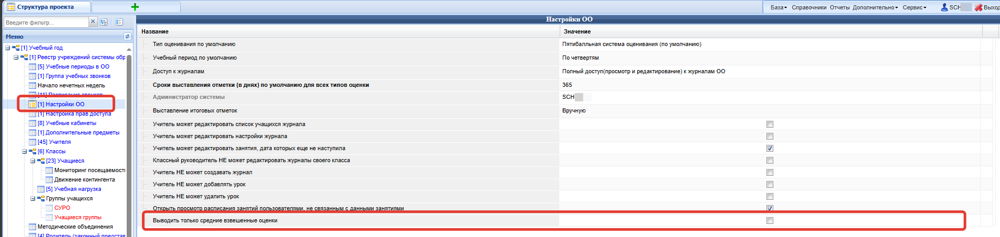 Структура проекта
База Справочники Отчеты Дополнительно Сервис SCH Выход
Введите фильтр...
Настройки ОО
Меню
Название Значение
[1] Учебный год
[1] Реестр учреждений системы обр
[5] Учебные периоды в ОО
[1] Группа учебных звонков
Начало нечетных недель
[11] Расписание звонков
[1] Настройки ОО
[1] Настройка прав доступа
[8] Учебные кабинеты
[1] Дополнительные предметы
[45] Учителя
[6] Классы
[23] Учащиеся
Мониторинг посещаемост
Движение контингента
[5] Учебная нагрузка
Группы учащихся
СУРО
Учащиеся группы
Методические объединения
[4] Родитель (законный представ
Тип оценивания по умолчанию Пятибалльная система оценивания (по умолчанию)
Учебный период по умолчанию По четвертям
Доступ к журналам Полный доступ(просмотр и редактирование) к журналам ОО
Сроки выставления отметки (в днях) по умолчанию для всех типов оценки 365
Администратор системы SCH
Выставление итоговых отметок Вручную
Учитель может редактировать список учащихся журнала
Учитель может редактировать настройки журнала
Учитель может редактировать занятия, дата которых еще не наступила
Классный руководитель НЕ может редактировать журналы своего класса
Учитель НЕ может создавать журнал
Учитель НЕ может добавлять урок
Учитель НЕ может удалить урок
Открыть просмотр расписания занятий пользователями, не связанным с данными занятиями
Выводить только средние взвешенные оценки